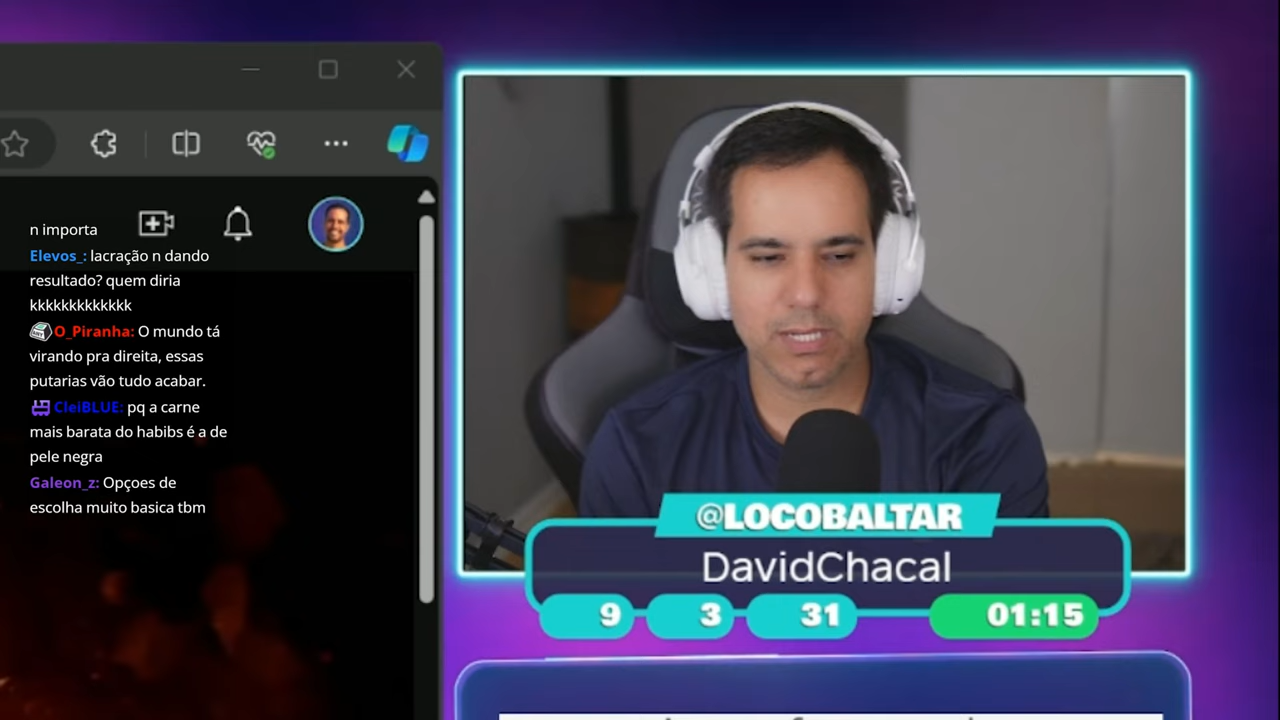 n importa
Elevos_: lacração n dando
resultado? quem diria
kkkkkkkkkkkkk
O_Piranha: O mundo tá
virando pra direita, essas
putarias vão tudo acabar.
CleiBLUE: pq a carne
mais barata do habibs é a de
pele negra
Galeon_z: Opçoes de
escolha muito basica tbm
@LOCOBALTAR
DavidChacal
9 3 31 01:15